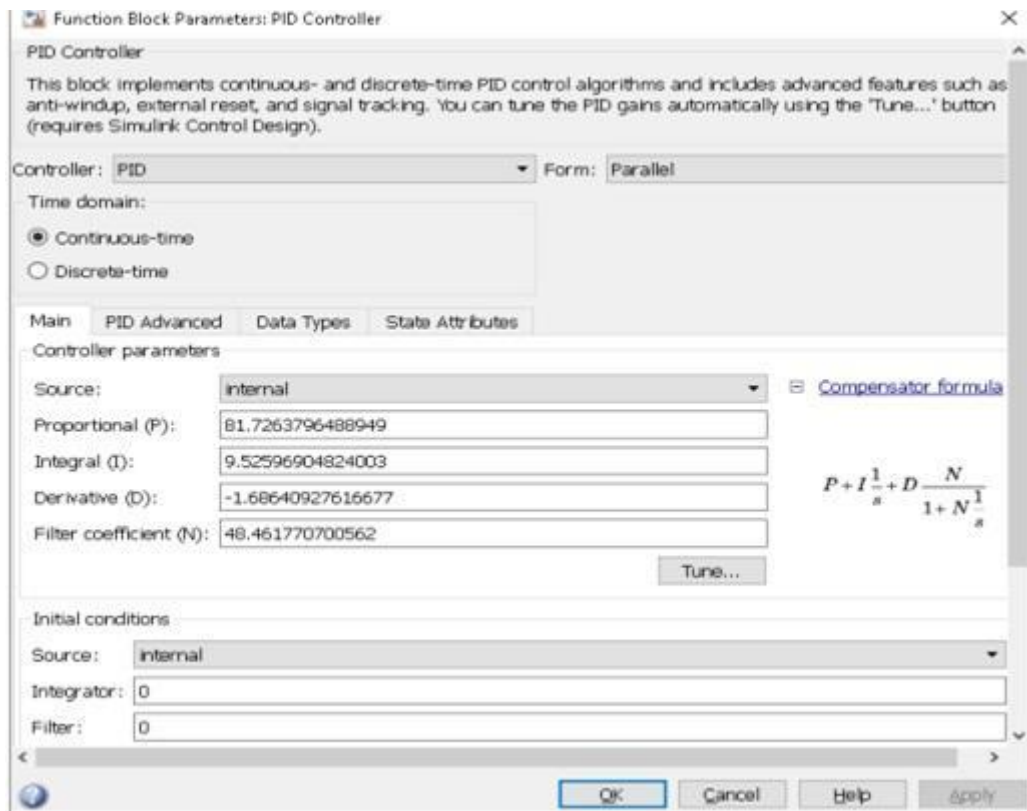 Function Block Parameters: PID Controller
PID Controller
This block implements continuous- and discrete-time PID control algorithms and includes advanced features such as
anti-windup, external reset, and signal tracking. You can tune the PID gains automatically using the 'Tune...' button
(requires Simulink Control Design).
Controller: PID Form: Parallel
Time domain:
Continuous-time
Discrete-time
Main PID Advanced Data Types State Attributes
Controller parameters
Source: internal Compensator formula
Proportional (P): 81.7263796488949
Integral (I): 9.52596904824003
Derivative (D): -1.68640927616677
P + I 1/s + D N/(1 + N 1/s)
Filter coefficient (N): 48.461770700562
Tune...
Initial conditions
Source: internal
Integrator: 0
Filter: 0
OK Cancel Help Apply